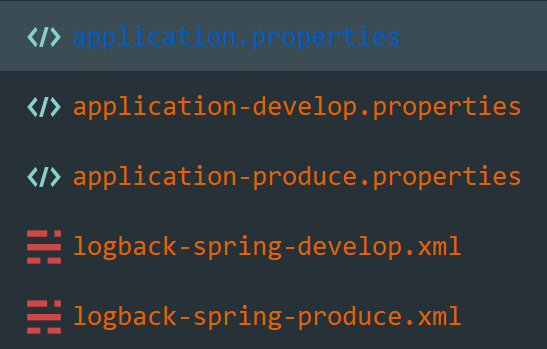 application.properties
application-develop.properties
application-produce.properties
logback-spring-develop.xml
logback-spring-produce.xml